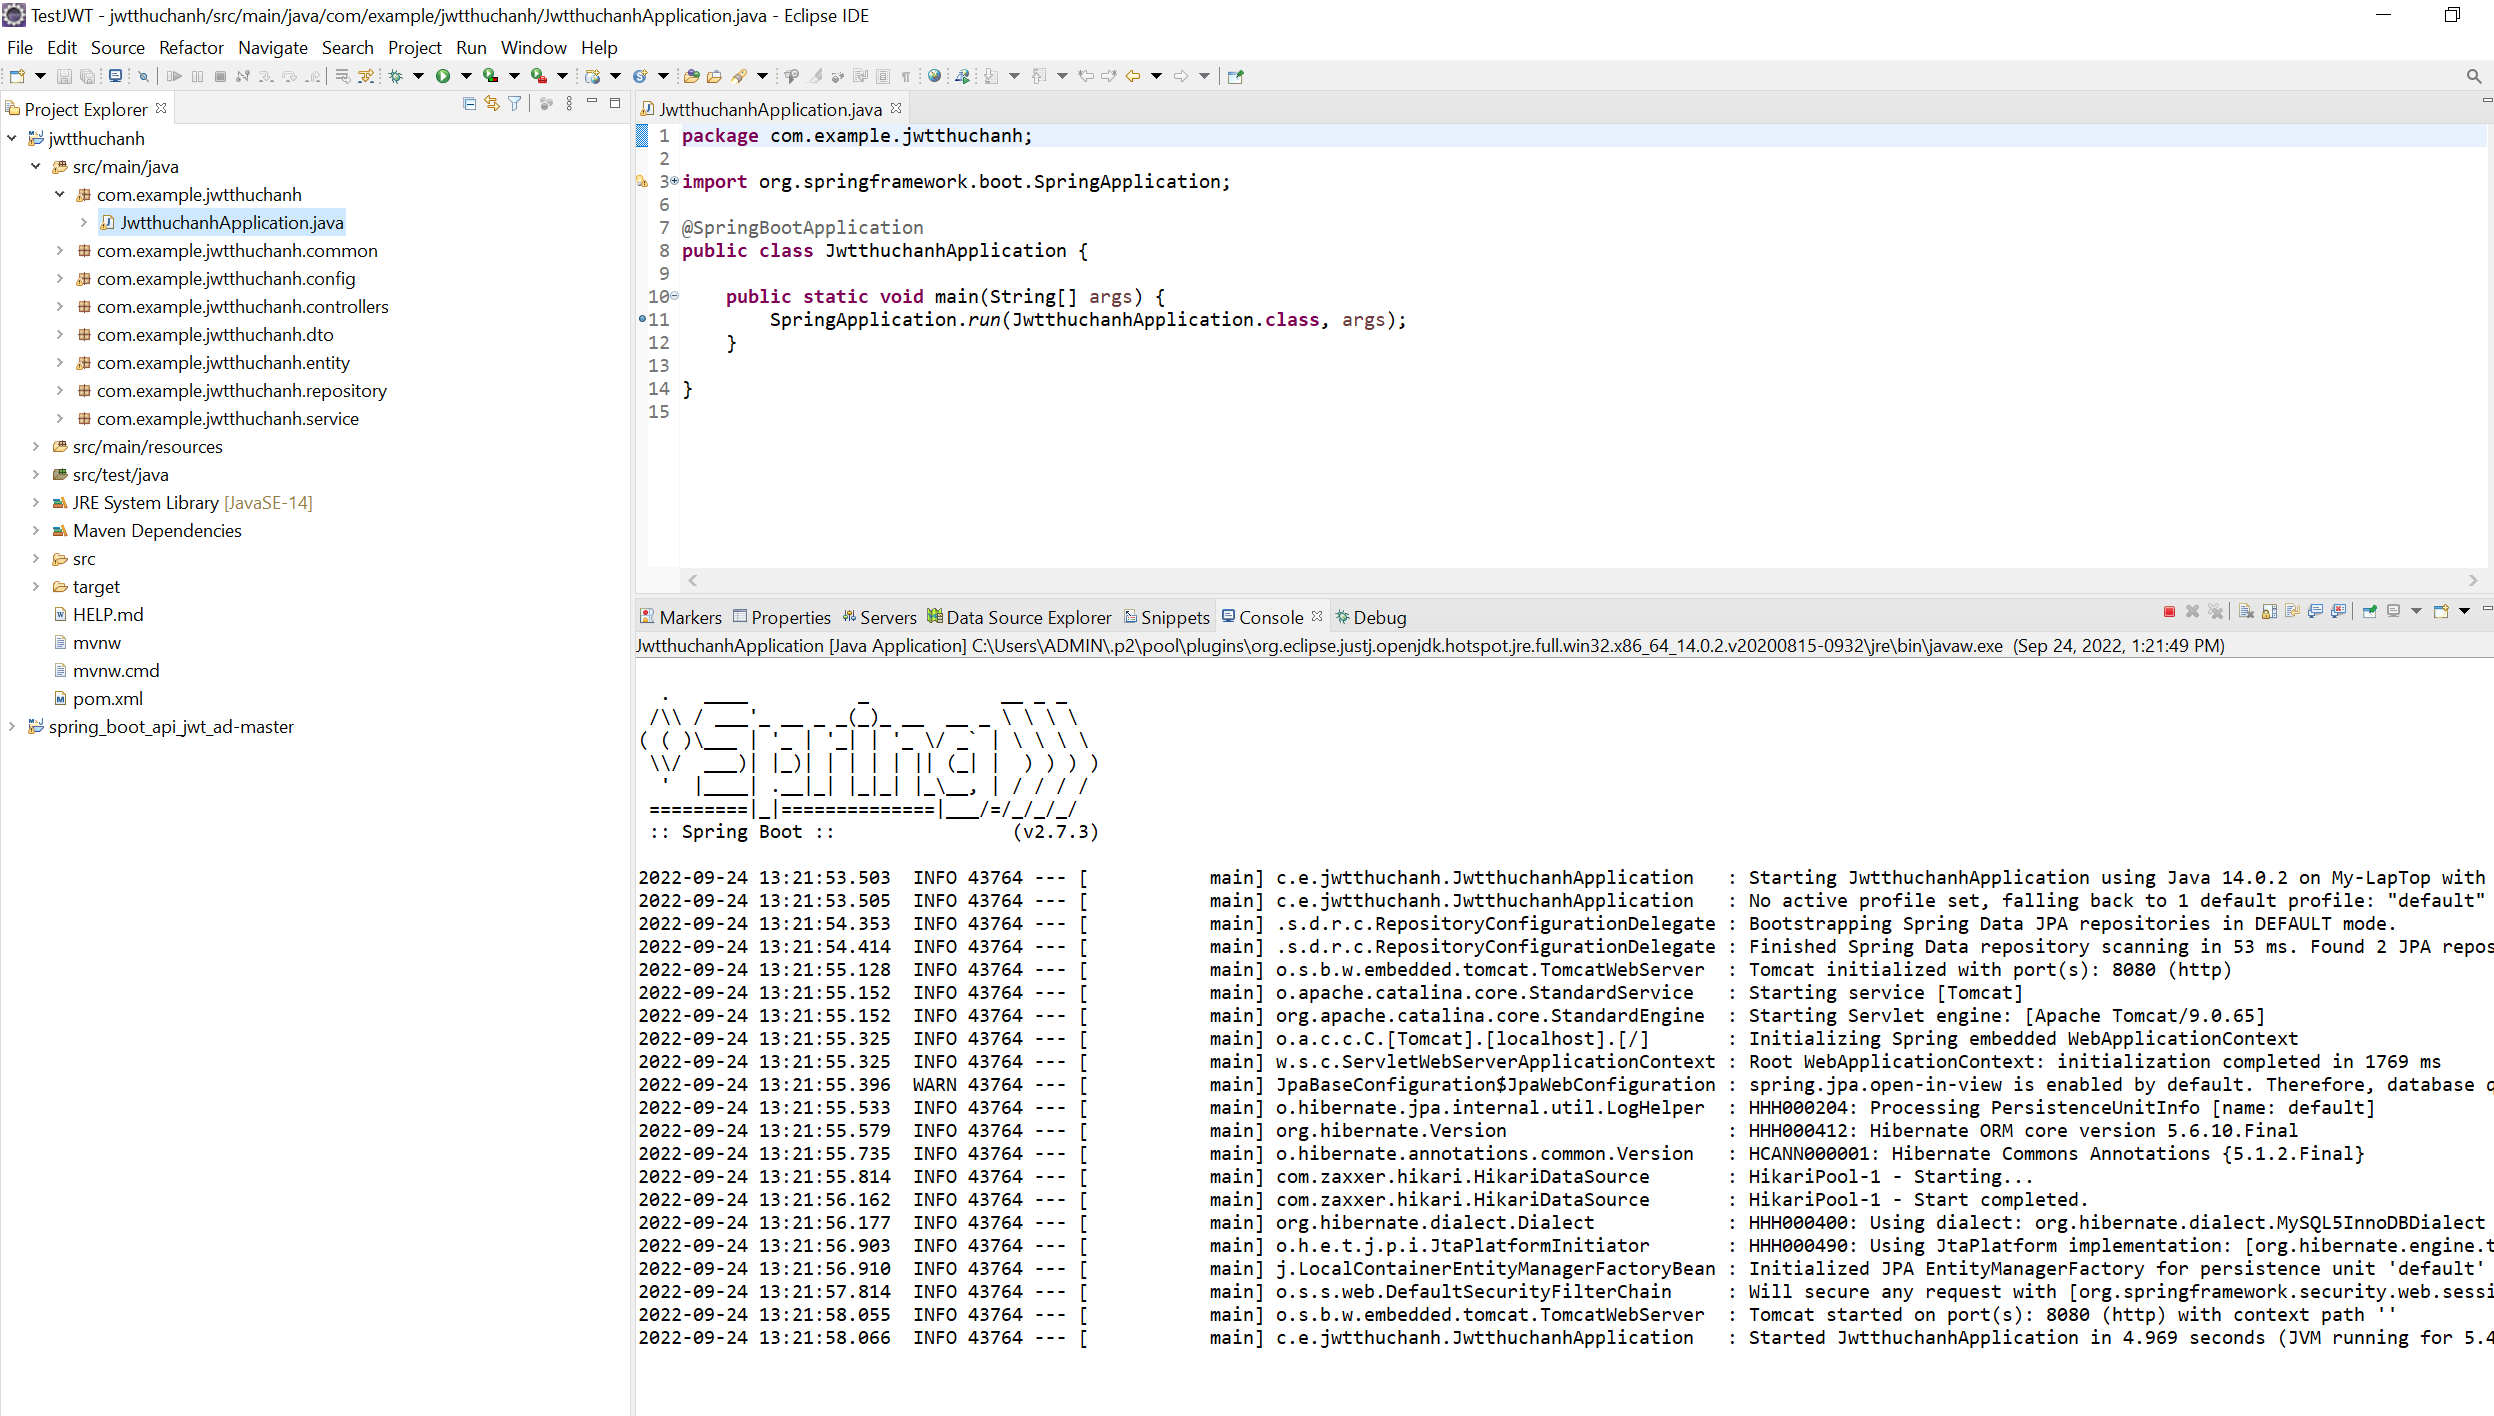 TestJWT - jwtthuchanh/src/main/java/com/example/jwtthuchanh/JwtthuchanhApplication.java - Eclipse IDE
File Edit Source Refactor Navigate Search Project Run Window Help
Project Explorer
jwtthuchanh
src/main/java
com.example.jwtthuchanh
JwtthuchanhApplication.java
com.example.jwtthuchanh.common
com.example.jwtthuchanh.config
com.example.jwtthuchanh.controllers
com.example.jwtthuchanh.dto
com.example.jwtthuchanh.entity
com.example.jwtthuchanh.repository
com.example.jwtthuchanh.service
src/main/resources
src/test/java
JRE System Library [JavaSE-14]
Maven Dependencies
src
target
HELP.md
mvnw
mvnw.cmd
pom.xml
spring_boot_api_jwt_ad-master
JwtthuchanhApplication.java
1 package com.example.jwtthuchanh;
2
3 import org.springframework.boot.SpringApplication;
6
7 @SpringBootApplication
8 public class JwtthuchanhApplication {
9
10     public static void main(String[] args) {
11         SpringApplication.run(JwtthuchanhApplication.class, args);
12     }
13
14 }
15
Markers Properties Servers Data Source Explorer Snippets Console Debug
JwtthuchanhApplication [Java Application] C:\Users\ADMIN\.p2\pool\plugins\org.eclipse.justj.openjdk.hotspot.jre.full.win32.x86_64_14.0.2.v20200815-0932\jre\bin\javaw.exe (Sep 24, 2022, 1:21:49 PM)
  .   ____          _            __ _ _
 /\\ / ___'_ __ _ _(_)_ __  __ _ \ \ \ \
( ( )\___ | '_ | '_| | '_ \/ _` | \ \ \ \
 \\/  ___)| |_)| | | | | || (_| |  ) ) ) )
  '  |____| .__|_| |_|_| |_\__, | / / / /
 =========|_|==============|___/=/_/_/_/
 :: Spring Boot ::                (v2.7.3)
2022-09-24 13:21:53.503  INFO 43764 --- [           main] c.e.jwtthuchanh.JwtthuchanhApplication   : Starting JwtthuchanhApplication using Java 14.0.2 on My-LapTop with
2022-09-24 13:21:53.505  INFO 43764 --- [           main] c.e.jwtthuchanh.JwtthuchanhApplication   : No active profile set, falling back to 1 default profile: "default"
2022-09-24 13:21:54.353  INFO 43764 --- [           main] .s.d.r.c.RepositoryConfigurationDelegate : Bootstrapping Spring Data JPA repositories in DEFAULT mode.
2022-09-24 13:21:54.414  INFO 43764 --- [           main] .s.d.r.c.RepositoryConfigurationDelegate : Finished Spring Data repository scanning in 53 ms. Found 2 JPA repos
2022-09-24 13:21:55.128  INFO 43764 --- [           main] o.s.b.w.embedded.tomcat.TomcatWebServer  : Tomcat initialized with port(s): 8080 (http)
2022-09-24 13:21:55.152  INFO 43764 --- [           main] o.apache.catalina.core.StandardService   : Starting service [Tomcat]
2022-09-24 13:21:55.152  INFO 43764 --- [           main] org.apache.catalina.core.StandardEngine  : Starting Servlet engine: [Apache Tomcat/9.0.65]
2022-09-24 13:21:55.325  INFO 43764 --- [           main] o.a.c.c.C.[Tomcat].[localhost].[/]       : Initializing Spring embedded WebApplicationContext
2022-09-24 13:21:55.325  INFO 43764 --- [           main] w.s.c.ServletWebServerApplicationContext : Root WebApplicationContext: initialization completed in 1769 ms
2022-09-24 13:21:55.396  WARN 43764 --- [           main] JpaBaseConfiguration$JpaWebConfiguration : spring.jpa.open-in-view is enabled by default. Therefore, database q
2022-09-24 13:21:55.533  INFO 43764 --- [           main] o.hibernate.jpa.internal.util.LogHelper  : HHH000204: Processing PersistenceUnitInfo [name: default]
2022-09-24 13:21:55.579  INFO 43764 --- [           main] org.hibernate.Version                    : HHH000412: Hibernate ORM core version 5.6.10.Final
2022-09-24 13:21:55.735  INFO 43764 --- [           main] o.hibernate.annotations.common.Version   : HCANN000001: Hibernate Commons Annotations {5.1.2.Final}
2022-09-24 13:21:55.814  INFO 43764 --- [           main] com.zaxxer.hikari.HikariDataSource       : HikariPool-1 - Starting...
2022-09-24 13:21:56.162  INFO 43764 --- [           main] com.zaxxer.hikari.HikariDataSource       : HikariPool-1 - Start completed.
2022-09-24 13:21:56.177  INFO 43764 --- [           main] org.hibernate.dialect.Dialect            : HHH000400: Using dialect: org.hibernate.dialect.MySQL5InnoDBDialect
2022-09-24 13:21:56.903  INFO 43764 --- [           main] o.h.e.t.j.p.i.JtaPlatformInitiator       : HHH000490: Using JtaPlatform implementation: [org.hibernate.engine.t
2022-09-24 13:21:56.910  INFO 43764 --- [           main] j.LocalContainerEntityManagerFactoryBean : Initialized JPA EntityManagerFactory for persistence unit 'default'
2022-09-24 13:21:57.814  INFO 43764 --- [           main] o.s.s.web.DefaultSecurityFilterChain     : Will secure any request with [org.springframework.security.web.sessi
2022-09-24 13:21:58.055  INFO 43764 --- [           main] o.s.b.w.embedded.tomcat.TomcatWebServer  : Tomcat started on port(s): 8080 (http) with context path ''
2022-09-24 13:21:58.066  INFO 43764 --- [           main] c.e.jwtthuchanh.JwtthuchanhApplication   : Started JwtthuchanhApplication in 4.969 seconds (JVM running for 5.4